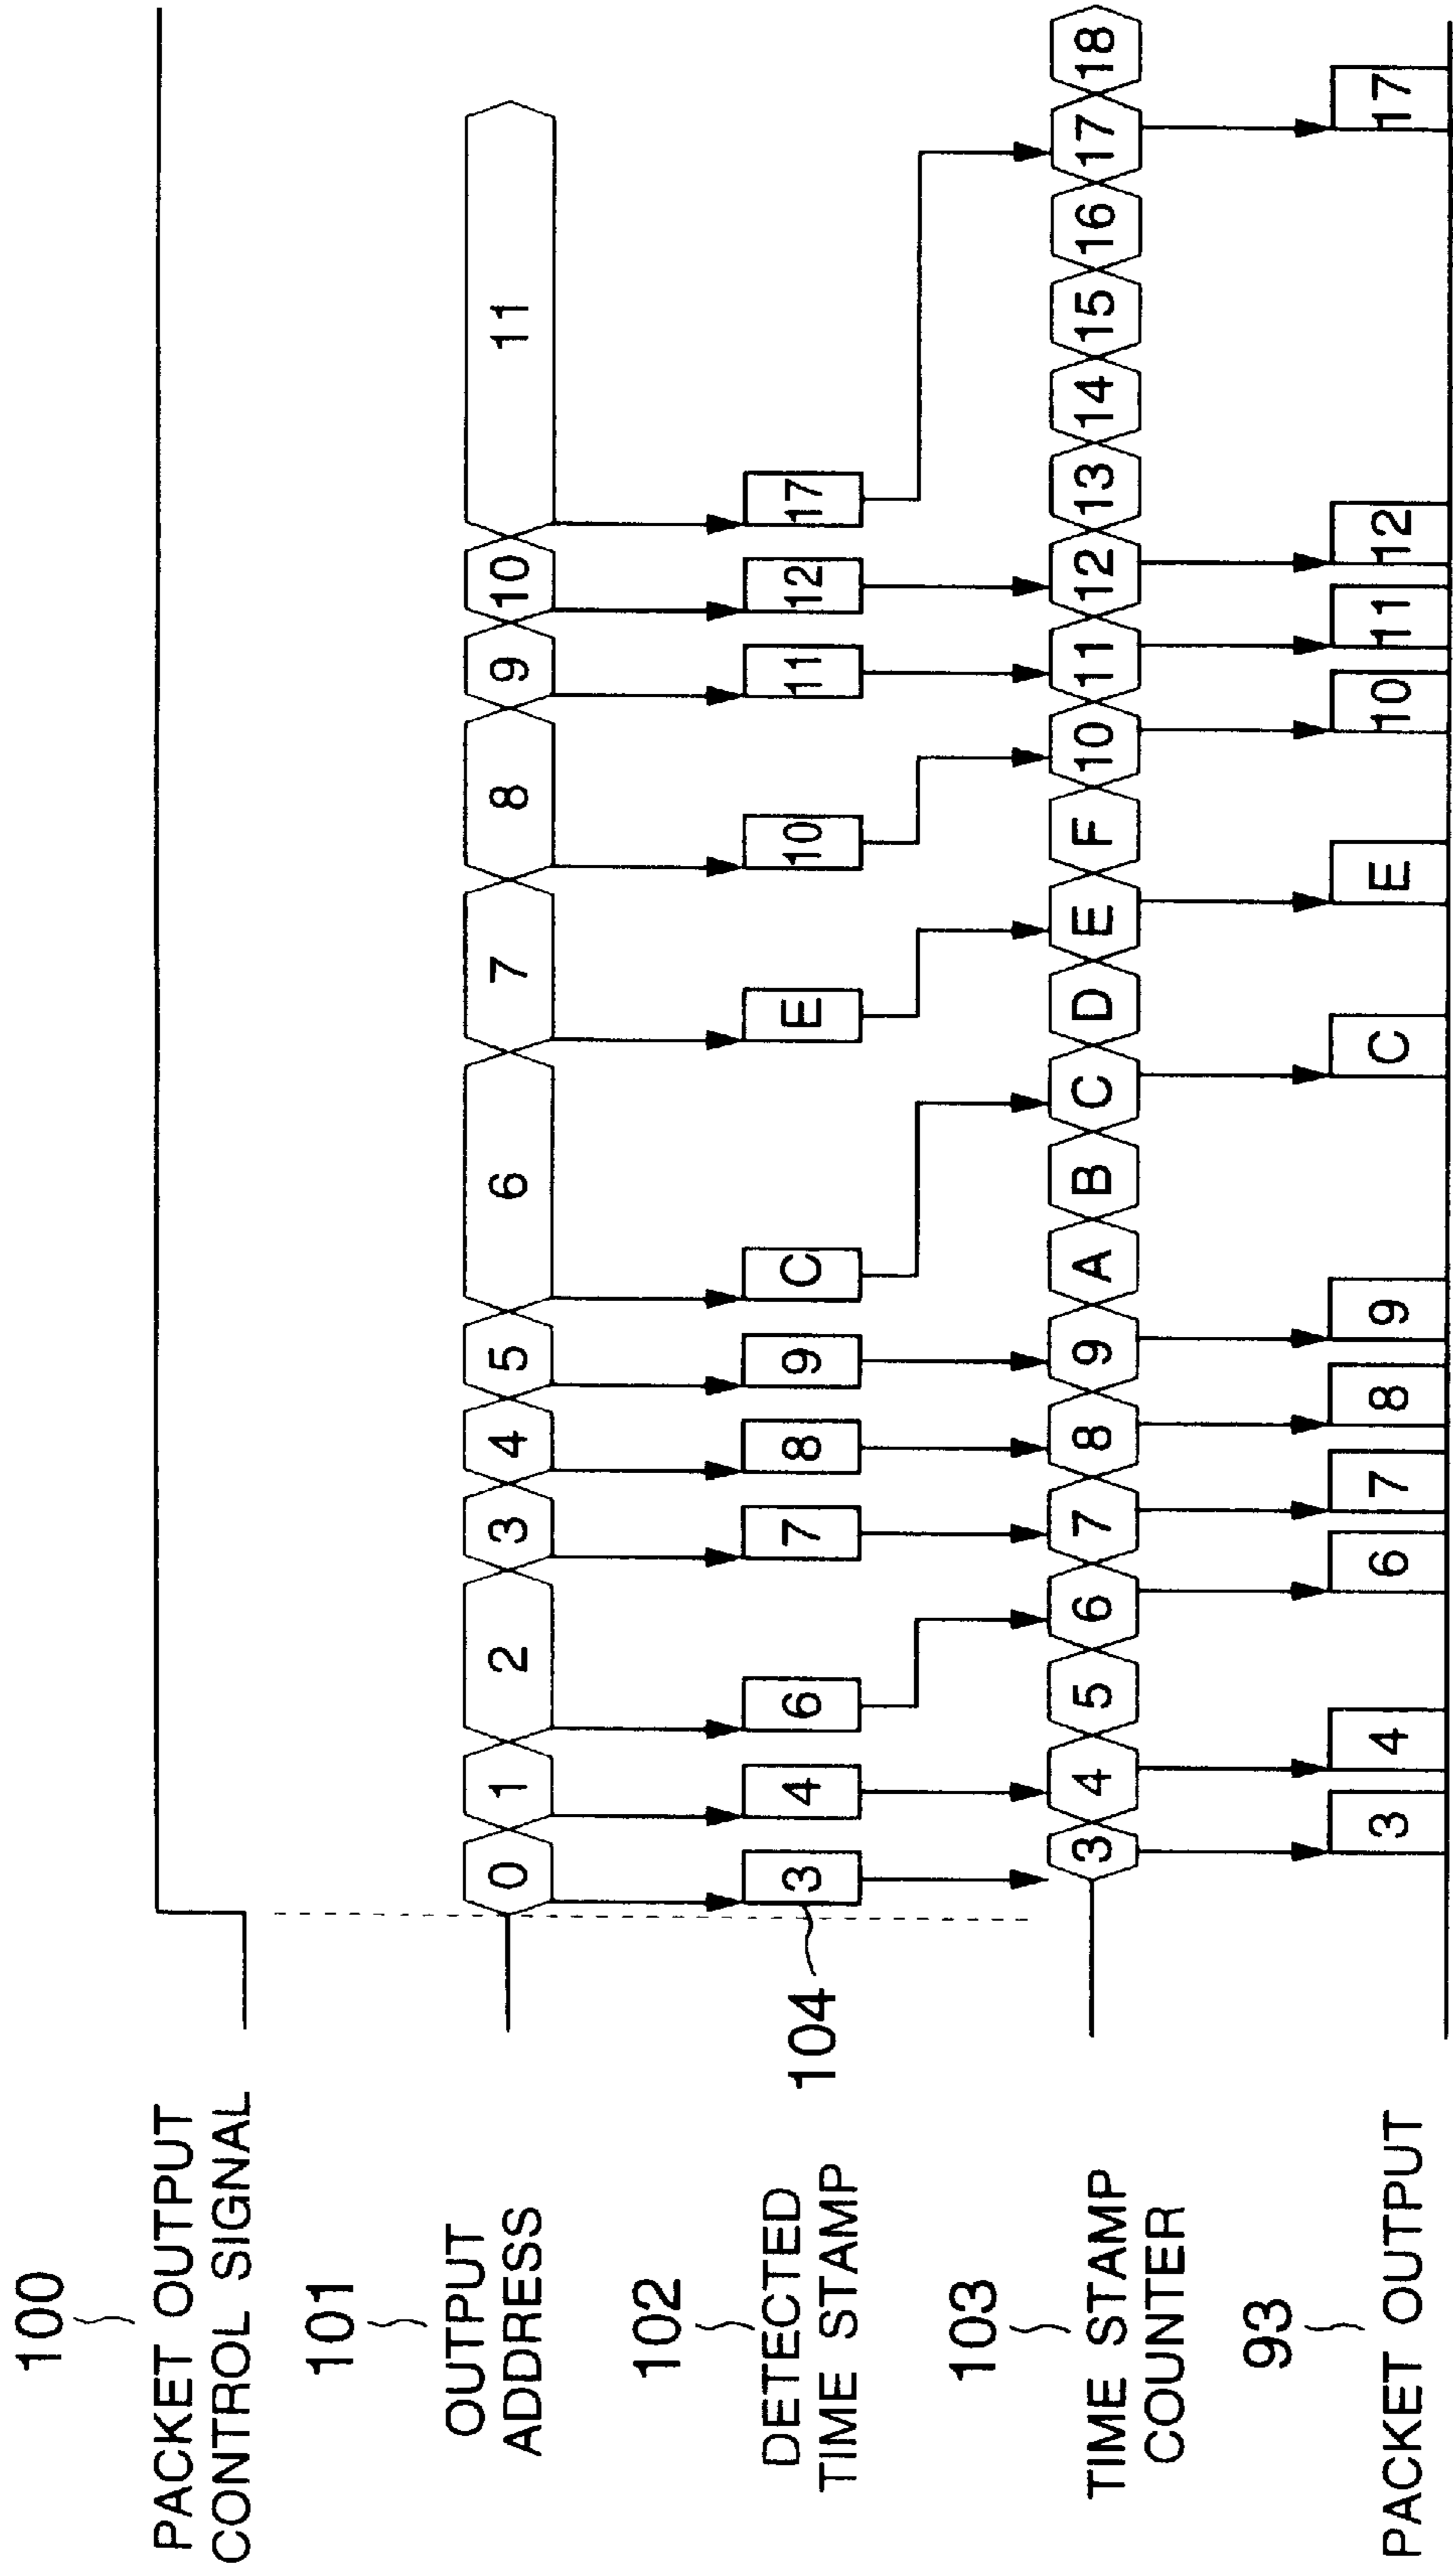 100
PACKET OUTPUT
CONTROL SIGNAL
101
OUTPUT
ADDRESS
0 1 2 3 4 5 6 7 8 9 10 11
102
DETECTED
TIME STAMP
104
3 4 6 7 8 9 C E 10 11 12 17
103
TIME STAMP
COUNTER
3 4 5 6 7 8 9 A B C D E F 10 11 12 13 14 15 16 17 18
93
PACKET OUTPUT
3 4 6 7 8 9 C E 10 11 12 17